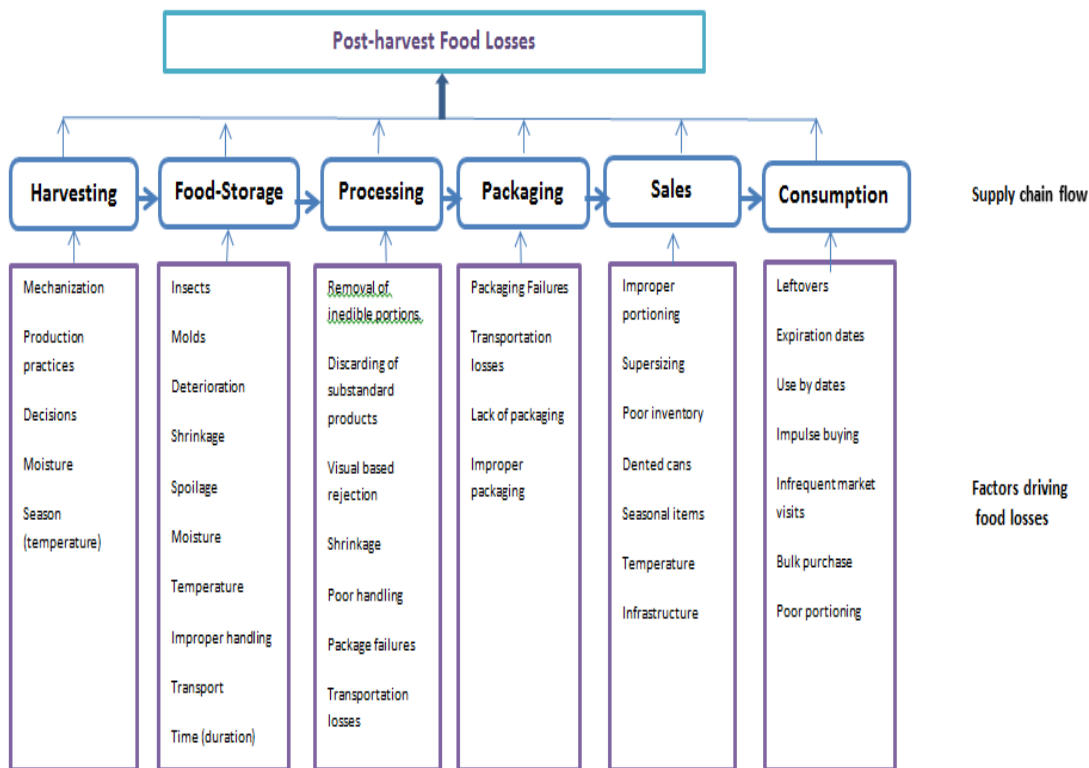 Post-harvest Food Losses
Harvesting
Food-Storage
Processing
Packaging
Sales
Consumption
Supply chain flow
Mechanization
Production
practices
Decisions
Moisture
Season
(temperature)
Insects
Molds
Deterioration
Shrinkage
Spoilage
Moisture
Temperature
Improper handling
Transport
Time (duration)
Removal of
inedible portions.
Discarding of
substandard
products
Visual based
rejection
Shrinkage
Poor handling
Package failures
Transportation
losses
Packaging Failures
Transportation
losses
Lack of packaging
Improper
packaging
Improper
portioning
Supersizing
Poor inventory
Dented cans
Seasonal items
Temperature
Infrastructure
Leftovers
Expiration dates
Use by dates
Impulse buying
Infrequent market
visits
Bulk purchase
Poor portioning
Factors driving
food losses